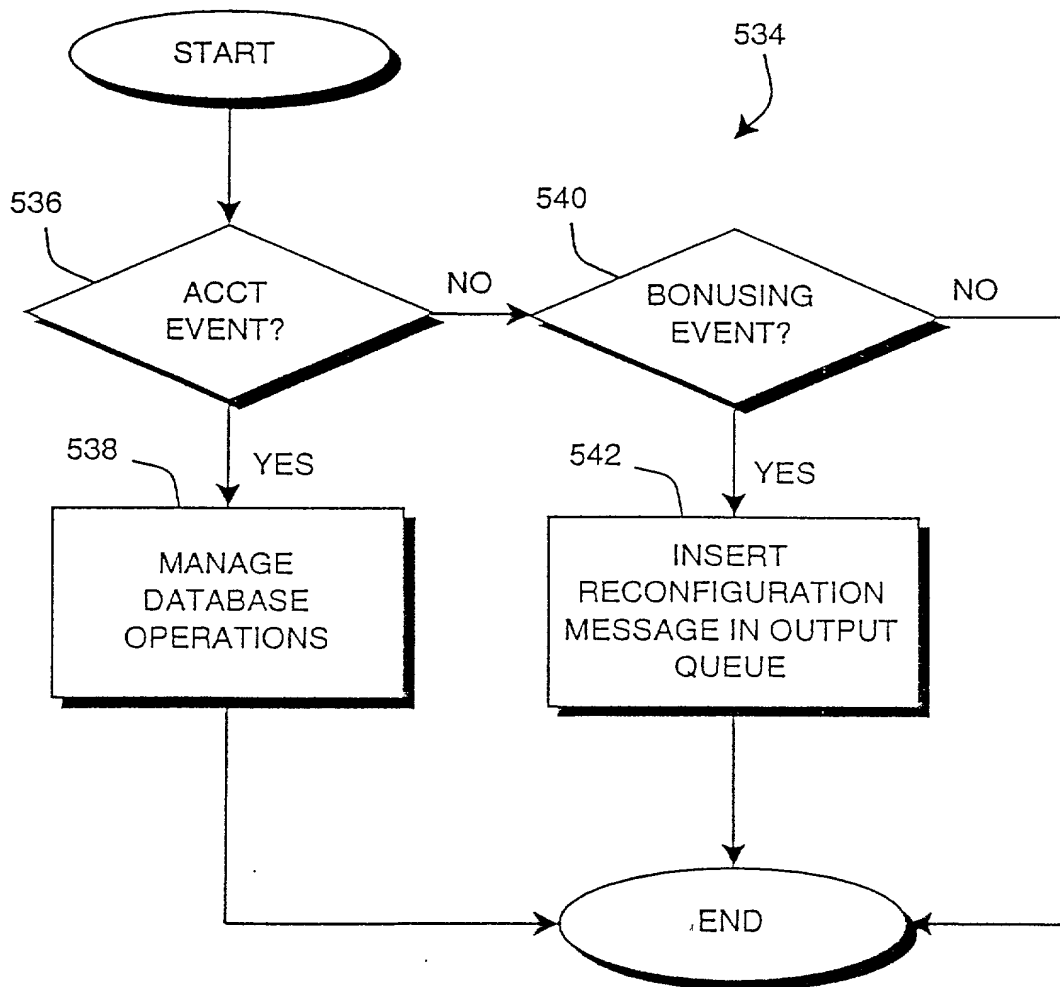 START
534
536
ACCT
EVENT?
NO
540
BONUSING
EVENT?
NO
538
YES
MANAGE
DATABASE
OPERATIONS
542
YES
INSERT
RECONFIGURATION
MESSAGE IN OUTPUT
QUEUE
END